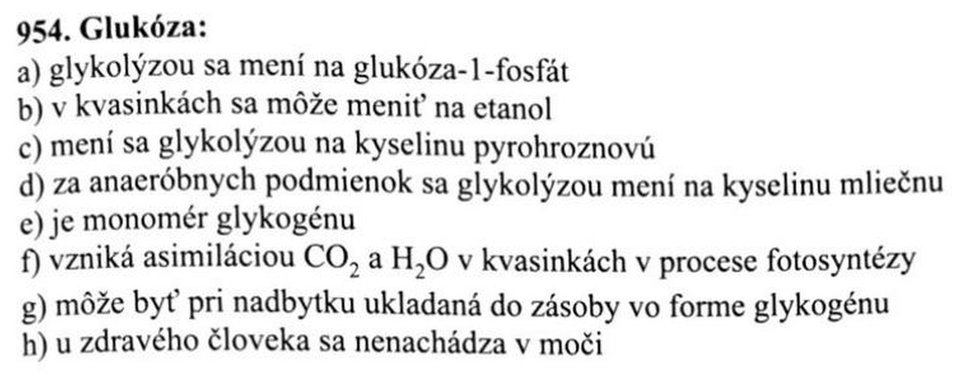 954. Glukóza:
a) glykolýzou sa mení na glukóza-1-fosfát
b) v kvasinkách sa môže meniť na etanol
c) mení sa glykolýzou na kyselinu pyrohroznovú
d) za anaeróbnych podmienok sa glykolýzou mení na kyselinu mliečnu
e) je monomér glykogénu
f) vzniká asimiláciou CO₂ a H₂O v kvasinkách v procese fotosyntézy
g) môže byť pri nadbytku ukladaná do zásoby vo forme glykogénu
h) u zdravého človeka sa nenachádza v moči